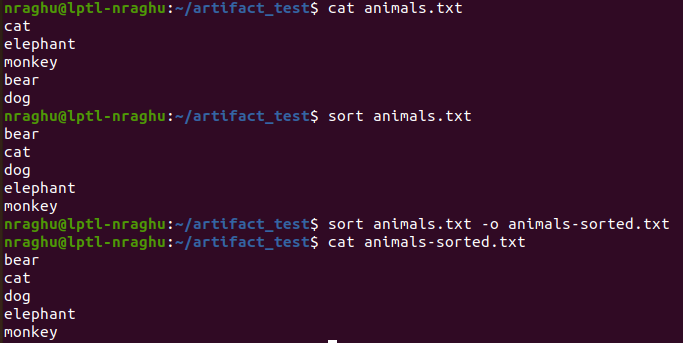 nraghu@lptl-nraghu:~/artifact_test$ cat animals.txt
cat
elephant
monkey
bear
dog
nraghu@lptl-nraghu:~/artifact_test$ sort animals.txt
bear
cat
dog
elephant
monkey
nraghu@lptl-nraghu:~/artifact_test$ sort animals.txt -o animals-sorted.txt
nraghu@lptl-nraghu:~/artifact_test$ cat animals-sorted.txt
bear
cat
dog
elephant
monkey